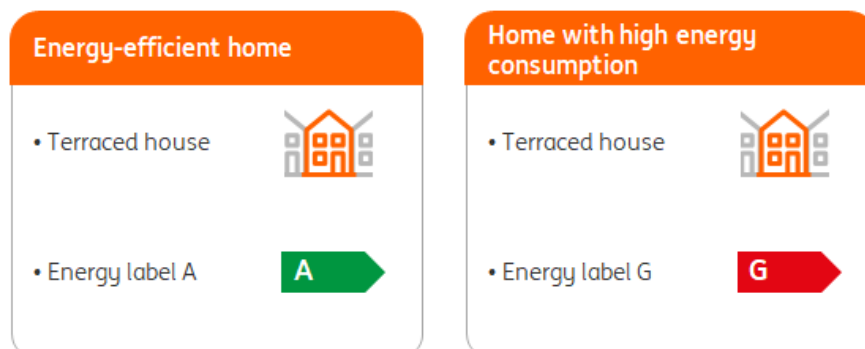 Energy-efficient home
• Terraced house
• Energy label A
A
Home with high energy
consumption
• Terraced house
• Energy label G
G